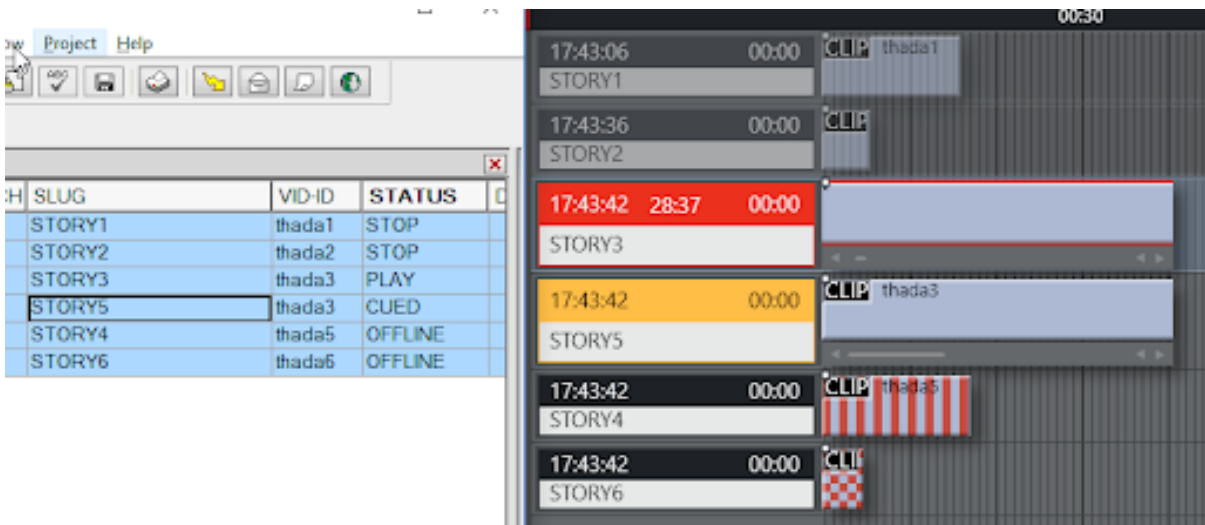 Project Help
ABC
SLUG VID-ID STATUS
STORY1 thada1 STOP
STORY2 thada2 STOP
STORY3 thada3 PLAY
STORY5 thada3 CUED
STORY4 thada5 OFFLINE
STORY6 thada6 OFFLINE
00:30
17:43:06 00:00 CLIP thada1
STORY1
17:43:36 00:00 CLIP
STORY2
17:43:42 28:37 00:00
STORY3
17:43:42 00:00 CLIP thada3
STORY5
17:43:42 00:00 CLIP thada5
STORY4
17:43:42 00:00 CLI
STORY6